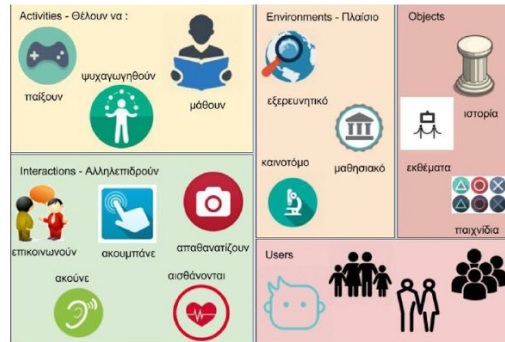 Activities - Θέλουν να :
παίξουν
ψυχαγωγηθούν
μάθουν
Interactions - Αλληλεπιδρούν
επικοινωνούν
ακουμπάνε
απαθανατίζουν
ακούνε
αισθάνονται
Environments - Πλαίσιο
εξερευνητικό
μαθησιακό
καινοτόμο
Objects
ιστορία
εκθέματα
παιχνίδια
Users